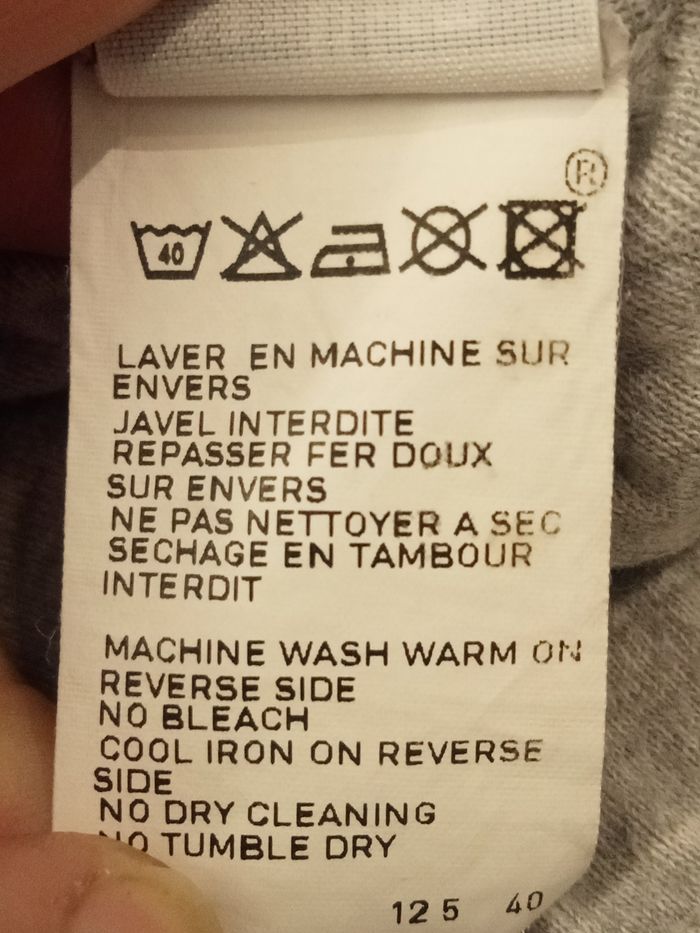 ®
40
LAVER EN MACHINE SUR
ENVERS
JAVEL INTERDITE
REPASSER FER DOUX
SUR ENVERS
NE PAS NETTOYER A SEC
SECHAGE EN TAMBOUR
INTERDIT
MACHINE WASH WARM ON
REVERSE SIDE
NO BLEACH
COOL IRON ON REVERSE
SIDE
NO DRY CLEANING
NO TUMBLE DRY
12 5 40